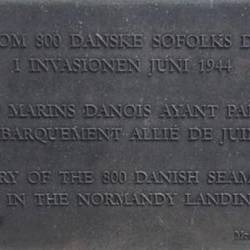 OM 800 DANSKE SØFOLKS D
I INVASIONEN JUNI 1944
MARINS DANOIS AYANT PA
BARQUEMENT ALLIÉ DE JUI
RY OF THE 800 DANISH SEAM
IN THE NORMANDY LANDIN